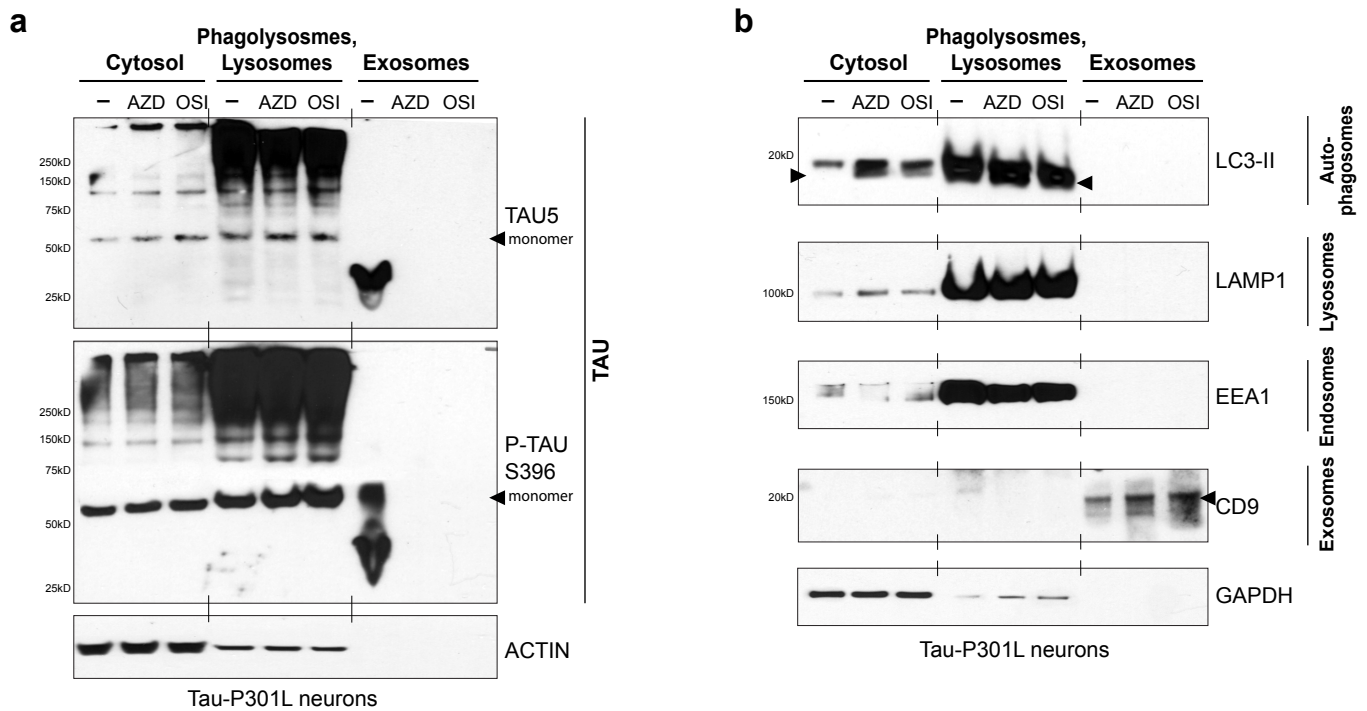 a
Phagolysosmes,
Cytosol Lysosomes Exosomes
– AZD OSI – AZD OSI – AZD OSI
250kD
150kD
75kD
50kD
25kD
TAU5
monomer
250kD
150kD
75kD
50kD
25kD
P-TAU
S396
monomer
TAU
ACTIN
Tau-P301L neurons
b
Phagolysosmes,
Cytosol Lysosomes Exosomes
– AZD OSI – AZD OSI – AZD OSI
20kD
LC3-II
Auto-
phagosomes
100kD
LAMP1
Lysosomes
150kD
EEA1
Endosomes
20kD
CD9
Exosomes
GAPDH
Tau-P301L neurons